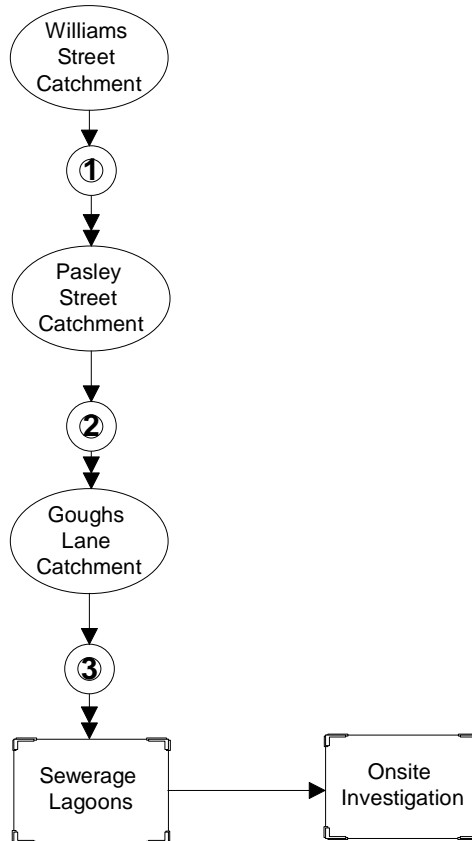 Williams
Street
Catchment
1
Pasley
Street
Catchment
2
Goughs
Lane
Catchment
3
Sewerage
Lagoons
Onsite
Investigation